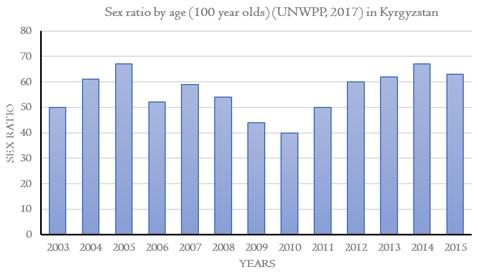 Sex ratio by age (100 year olds) (UNWPP, 2017) in Kyrgyzstan
80
70
60
50
40
30
20
10
0
SEX RATIO
2003 2004 2005 2006 2007 2008 2009 2010 2011 2012 2013 2014 2015
YEARS